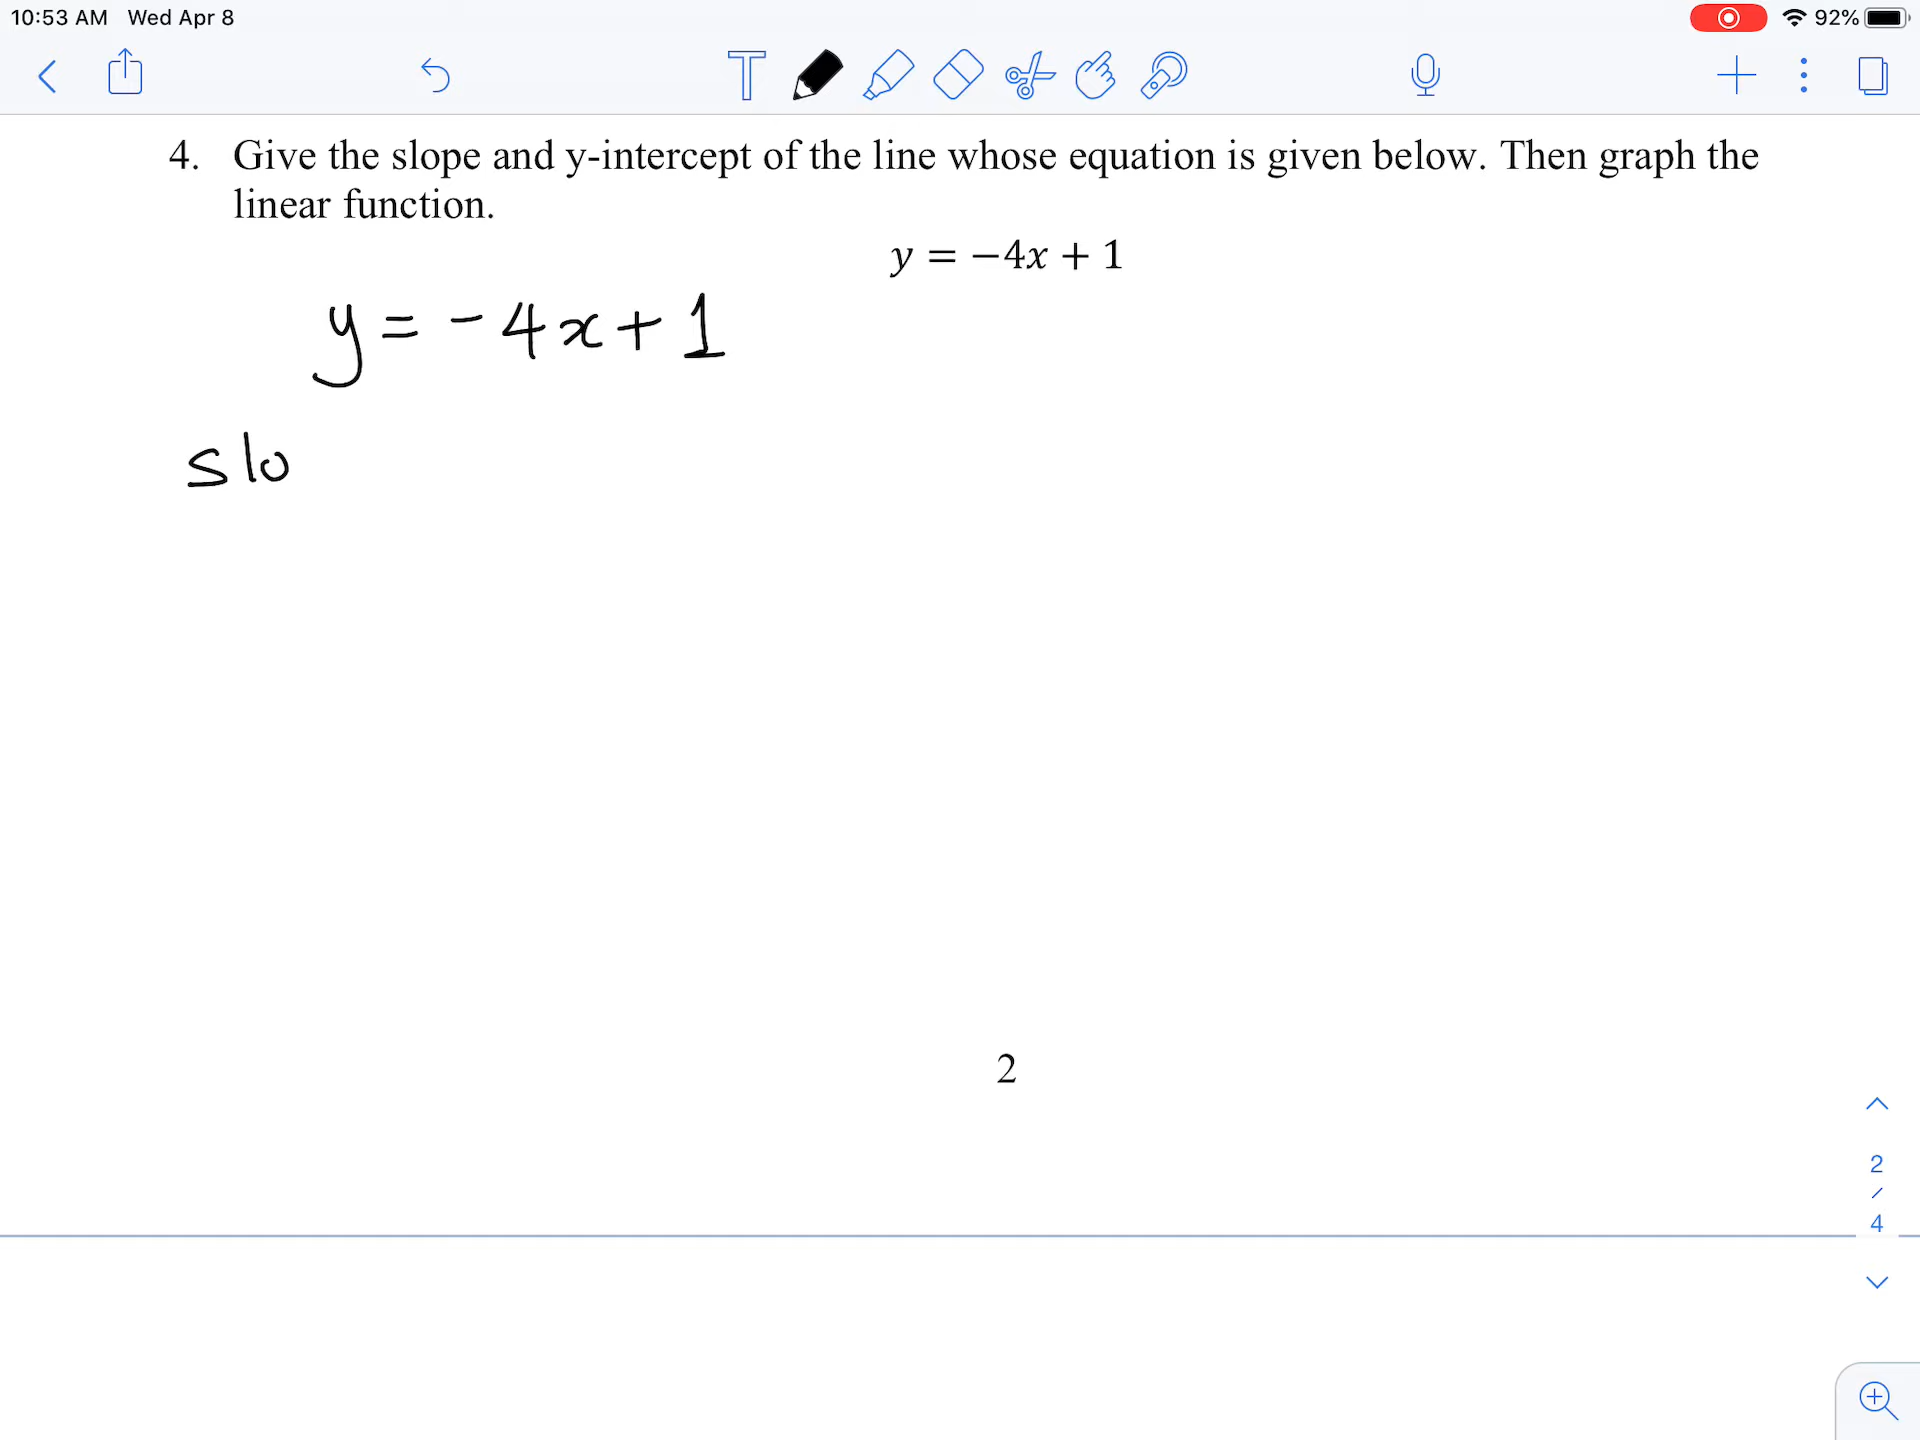 10:53 AM Wed Apr 8 92%
T
4. Give the slope and y-intercept of the line whose equation is given below. Then graph the
linear function.
y = −4x + 1
y = - 4x + 1
slo
2
2
/
4